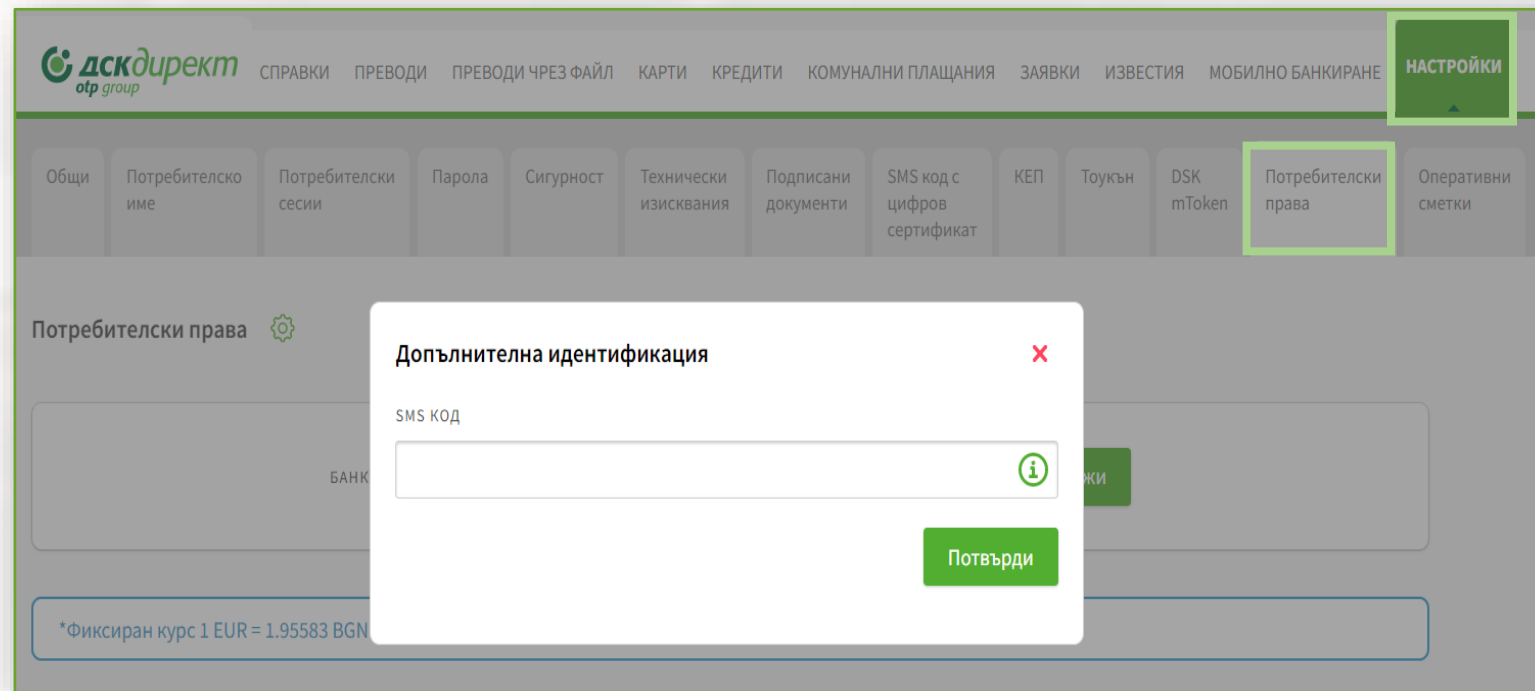 дскдирект
otp group
СПРАВКИ ПРЕВОДИ ПРЕВОДИ ЧРЕЗ ФАЙЛ КАРТИ КРЕДИТИ КОМУНАЛНИ ПЛАЩАНИЯ ЗАЯВКИ ИЗВЕСТИЯ МОБИЛНО БАНКИРАНЕ НАСТРОЙКИ
Общи
Потребителско
име
Потребителски
сесии
Парола
Сигурност
Технически
изисквания
Подписани
документи
SMS код с
цифров
сертификат
КЕП
Тоукън
DSK
mToken
Потребителски
права
Оперативни
сметки
Потребителски права
Допълнителна идентификация
SMS КОД
БАНК
жи
Потвърди
*Фиксиран курс 1 EUR = 1.95583 BGN